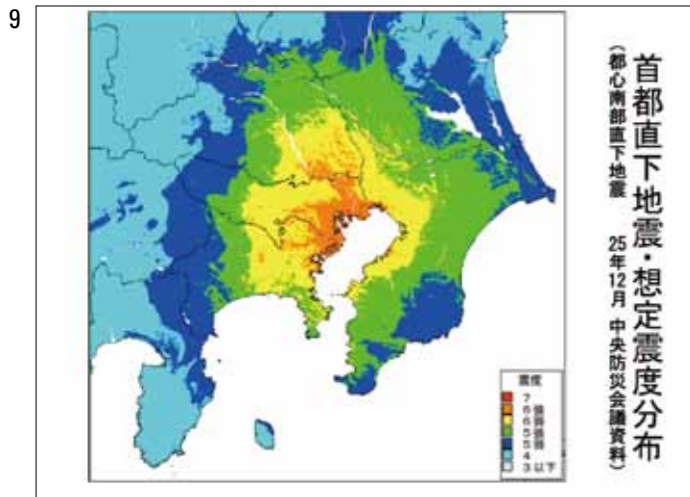 9
首都直下地震・想定震度分布
（都心南部直下地震　25年12月 中央防災会議資料）
震度
7
6強
6弱
5強
5弱
4
3以下